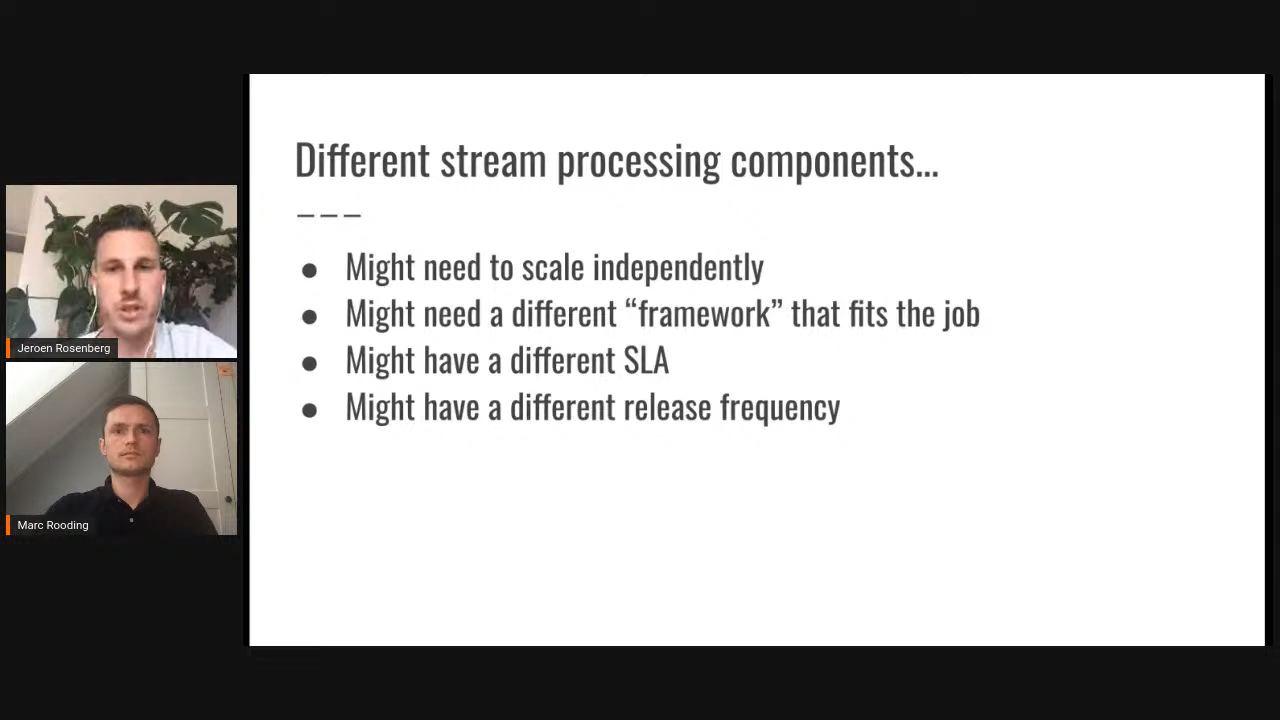 Different stream processing components...
Might need to scale independently
Might need a different “framework” that fits the job
Might have a different SLA
Might have a different release frequency
Jeroen Rosenberg
Marc Rooding